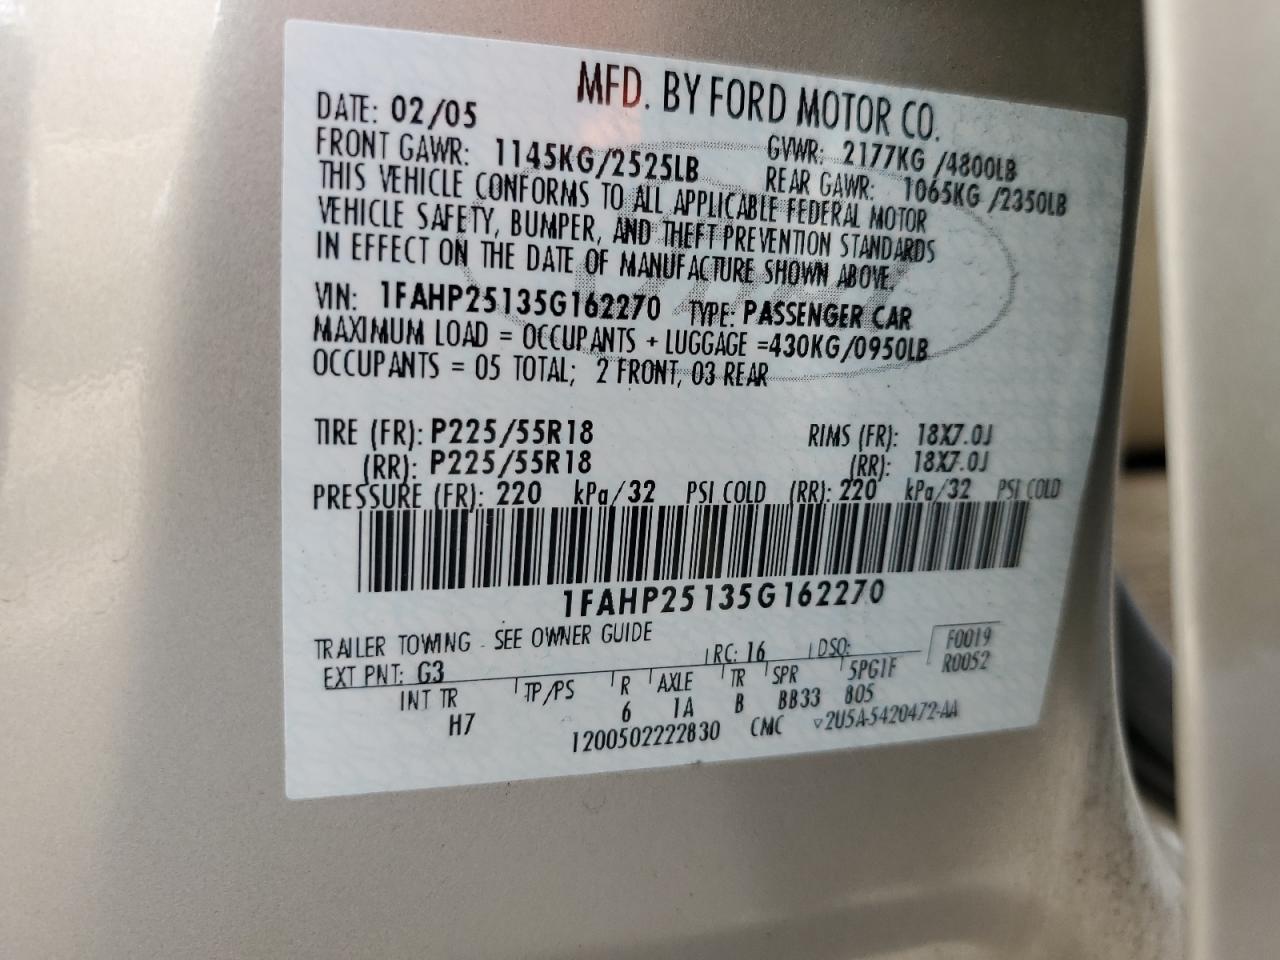 MFD. BY FORD MOTOR CO.
DATE: 02/05 GVWR: 2177KG /4800LB
FRONT GAWR: 1145KG/2525LB REAR GAWR: 1065KG /2350LB
THIS VEHICLE CONFORMS TO ALL APPLICABLE FEDERAL MOTOR
VEHICLE SAFETY, BUMPER, AND THEFT PREVENTION STANDARDS
IN EFFECT ON THE DATE OF MANUFACTURE SHOWN ABOVE.
VIN: 1FAHP25135G162270 TYPE: PASSENGER CAR
MAXIMUM LOAD = OCCUPANTS + LUGGAGE =430KG/0950LB
OCCUPANTS = 05 TOTAL; 2 FRONT, 03 REAR
TIRE (FR): P225/55R18 RIMS (FR): 18X7.0J
(RR): P225/55R18 (RR): 18X7.0J
PRESSURE (FR): 220 kPa/32 PSI COLD (RR): 220 kPa/32 PSI COLD
1FAHP25135G162270
TRAILER TOWING - SEE OWNER GUIDE
EXT PNT: G3 RC: 16 DSO: F0019
R0052
INT TR TP/PS R AXLE TR SPR 5PG1F
H7 6 1A B BB33 805
1200502222830 CMC 2U5A-5420472-AA